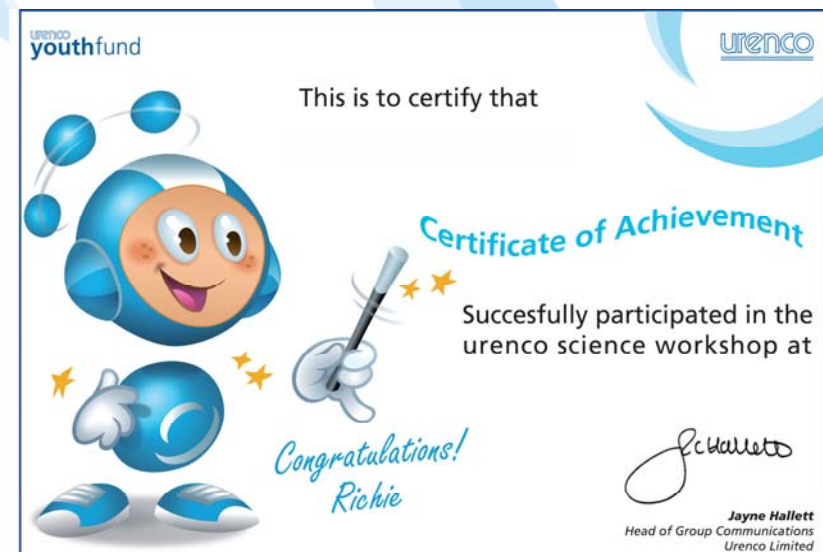 urenco
youthfund
urenco
This is to certify that
Certificate of Achievement
Succesfully participated in the
urenco science workshop at
Congratulations!
Richie
JcHallett
Jayne Hallett
Head of Group Communications
Urenco Limited